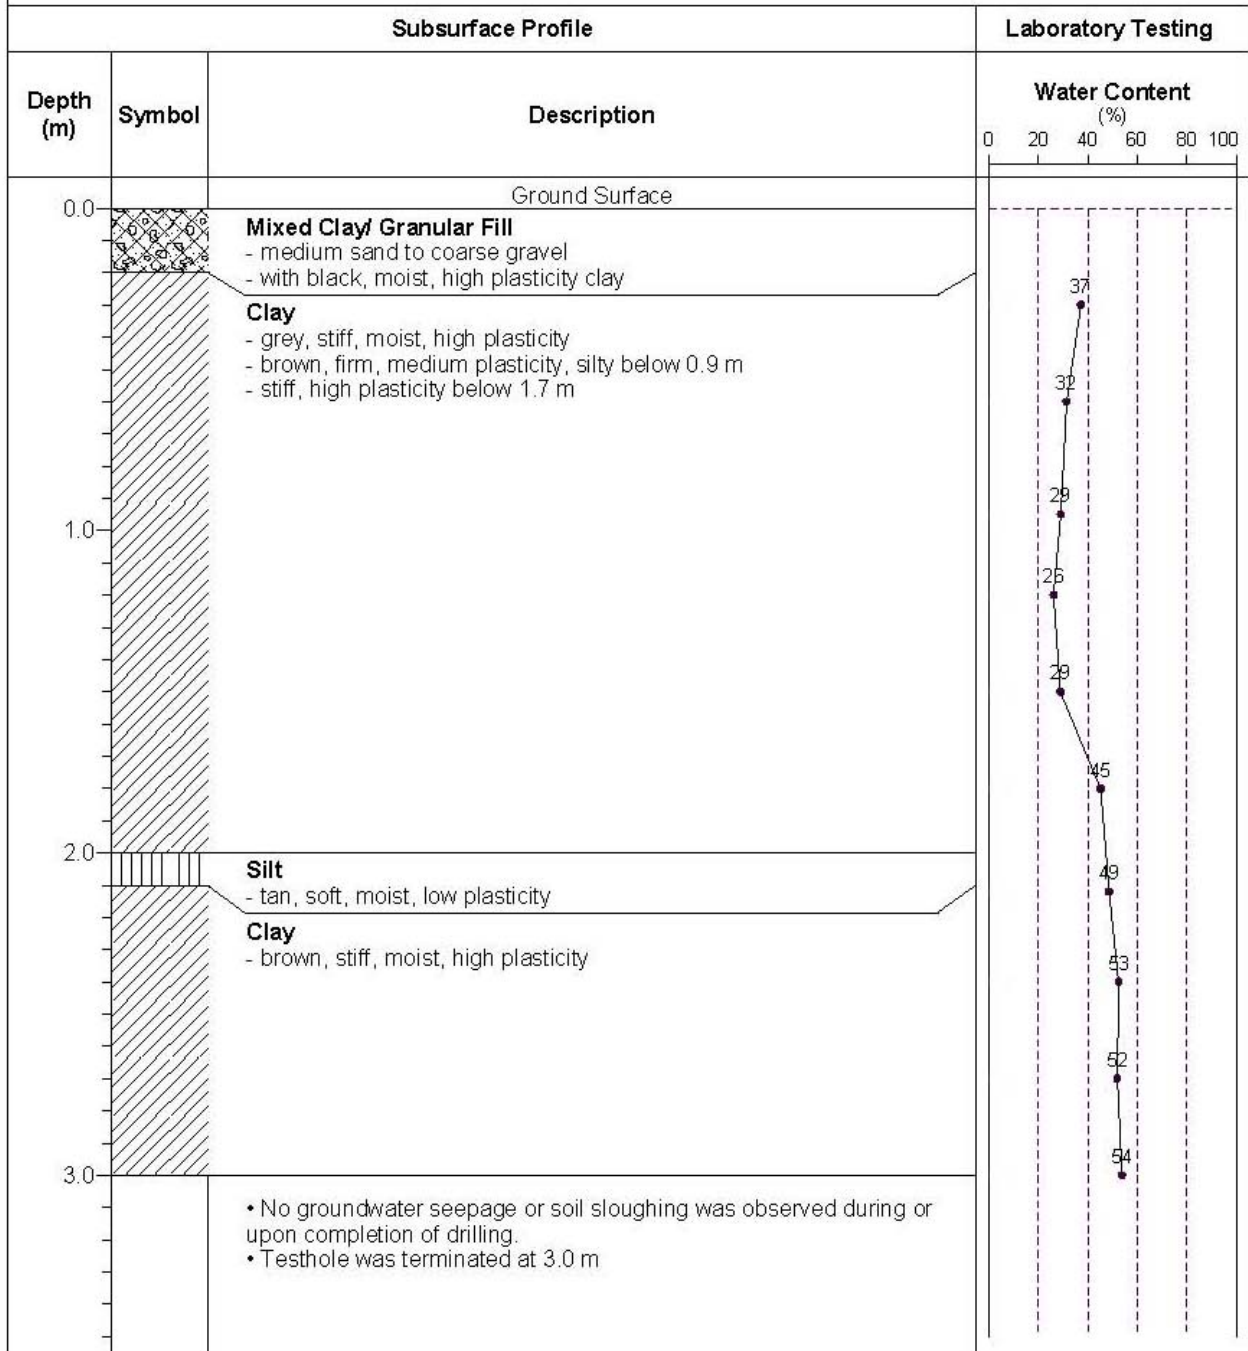 Subsurface Profile
Laboratory Testing
Depth
(m)
Symbol
Description
Water Content
(%)
0 20 40 60 80 100
Ground Surface
0.0
Mixed Clay/ Granular Fill
- medium sand to coarse gravel
- with black, moist, high plasticity clay
37
Clay
- grey, stiff, moist, high plasticity
- brown, firm, medium plasticity, silty below 0.9 m
- stiff, high plasticity below 1.7 m
32
29
1.0
26
29
45
2.0
Silt
- tan, soft, moist, low plasticity
49
Clay
- brown, stiff, moist, high plasticity
53
52
54
3.0
• No groundwater seepage or soil sloughing was observed during or
upon completion of drilling.
• Testhole was terminated at 3.0 m